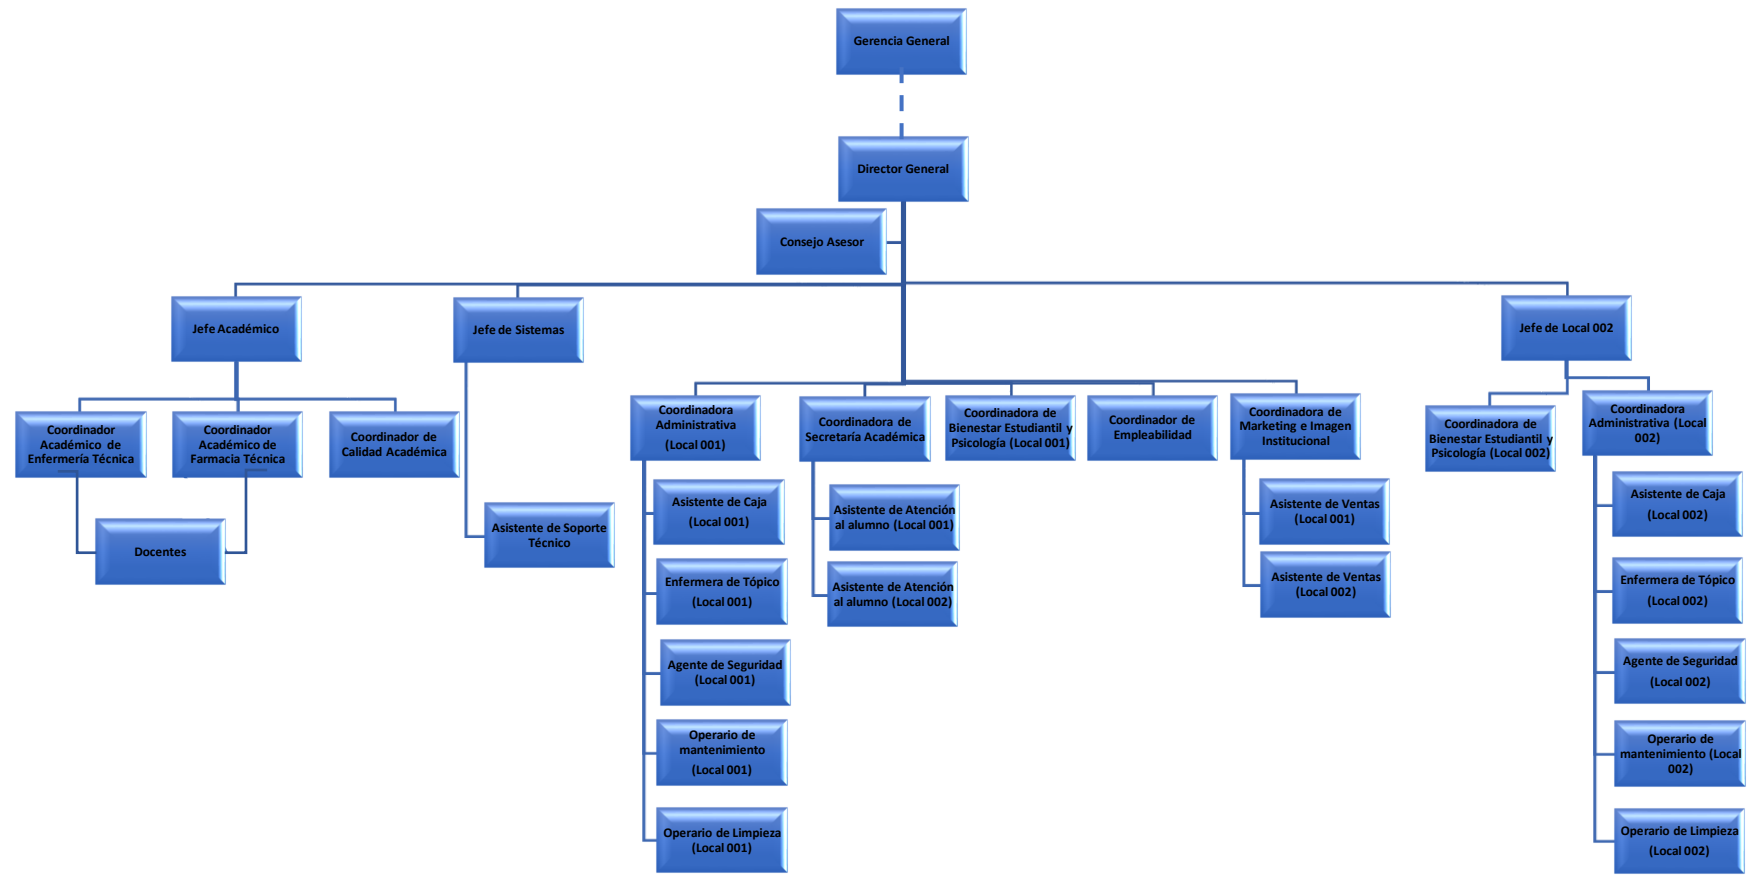 Gerencia General
Director General
Consejo Asesor
Jefe Académico
Jefe de Sistemas
Jefe de Local 002
Coordinador
Académico de
Enfermería Técnica
Coordinador
Académico de
Farmacia Técnica
Coordinador de
Calidad Académica
Docentes
Asistente de Soporte
Técnico
Coordinadora
Administrativa
(Local 001)
Coordinadora de
Secretaría Académica
Coordinadora de
Bienestar Estudiantil y
Psicología (Local 001)
Coordinador de
Empleabilidad
Coordinadora de
Marketing e Imagen
Institucional
Coordinadora de
Bienestar Estudiantil y
Psicología (Local 002)
Coordinadora
Administrativa (Local
002)
Asistente de Caja
(Local 001)
Enfermera de Tópico
(Local 001)
Agente de Seguridad
(Local 001)
Operario de
mantenimiento
(Local 001)
Operario de Limpieza
(Local 001)
Asistente de Atención
al alumno (Local 001)
Asistente de Atención
al alumno (Local 002)
Asistente de Ventas
(Local 001)
Asistente de Ventas
(Local 002)
Asistente de Caja
(Local 002)
Enfermera de Tópico
(Local 002)
Agente de Seguridad
(Local 002)
Operario de
mantenimiento (Local
002)
Operario de Limpieza
(Local 002)